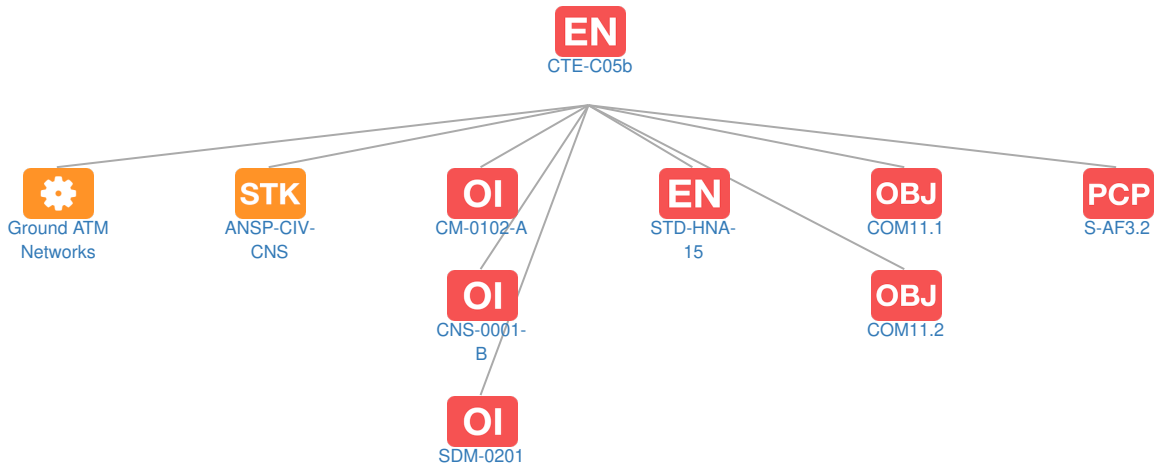 EN
CTE-C05b
Ground ATM
Networks
STK
ANSP-CIV-
CNS
OI
CM-0102-A
EN
STD-HNA-
15
OBJ
COM11.1
PCP
S-AF3.2
OI
CNS-0001-
B
OBJ
COM11.2
OI
SDM-0201